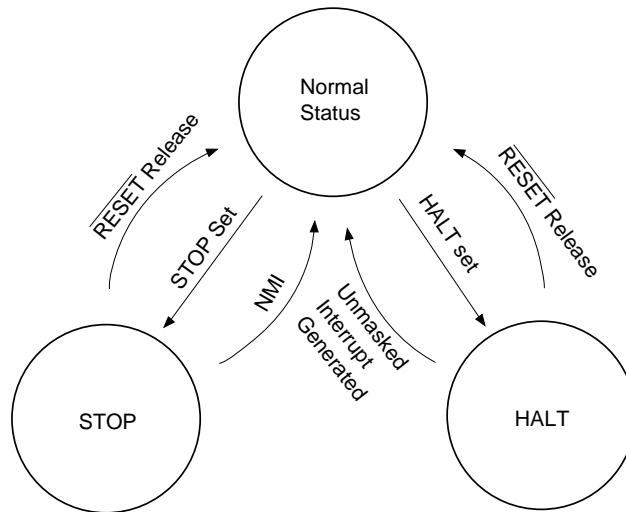 Normal
Status
RESET Release
STOP Set
NMI
Unmasked
Interrupt
Generated
HALT set
RESET Release
STOP
HALT